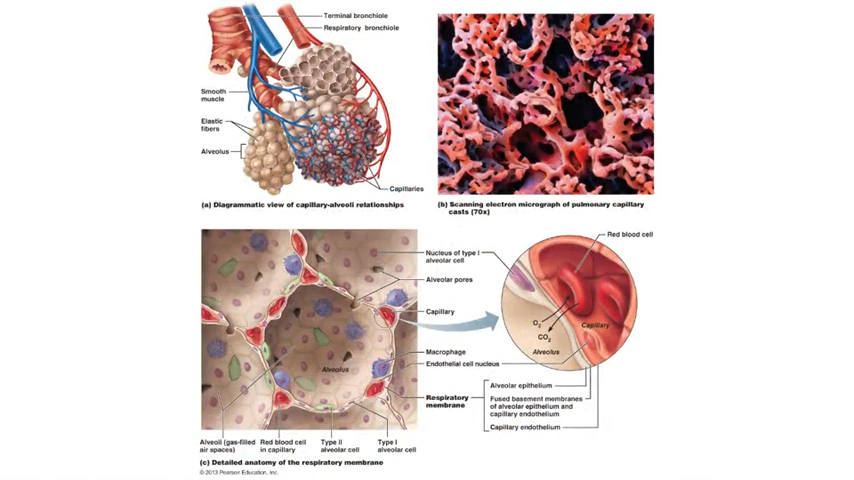 Terminal bronchiole
Respiratory bronchiole
Smooth
muscle
Elastic
fibers
Alveolus
Capillaries
(a) Diagrammatic view of capillary-alveoli relationships
(b) Scanning electron micrograph of pulmonary capillary
casts (70x)
Red blood cell
Nucleus of type I
alveolar cell
Alveolar pores
Capillary
O2
CO2
Capillary
Alveolus
Macrophage
Endothelial cell nucleus
Alveolus
Respiratory
membrane
Alveolar epithelium
Fused basement membranes
of alveolar epithelium and
capillary endothelium
Capillary endothelium
Alveoli (gas-filled
air spaces)
Red blood cell
in capillary
Type II
alveolar cell
Type I
alveolar cell
(c) Detailed anatomy of the respiratory membrane
© 2013 Pearson Education, Inc.